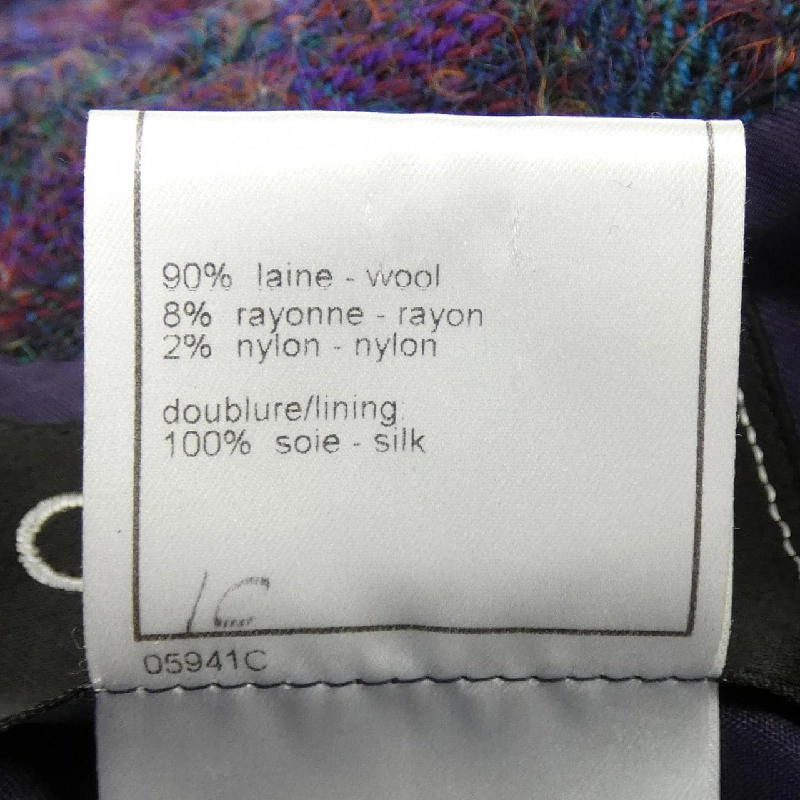 90% laine - wool
8% rayonne - rayon
2% nylon - nylon
doublure/lining:
100% soie - silk
05941C